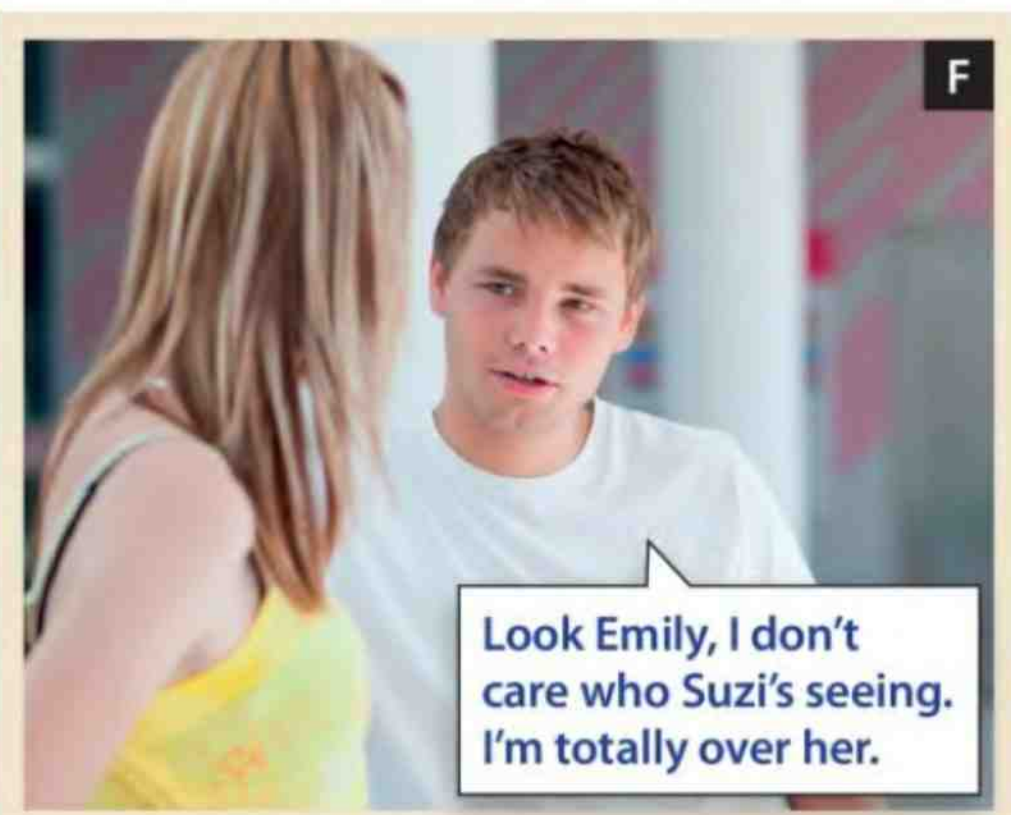 F
Look Emily, I don't
care who Suzi's seeing.
I'm totally over her.